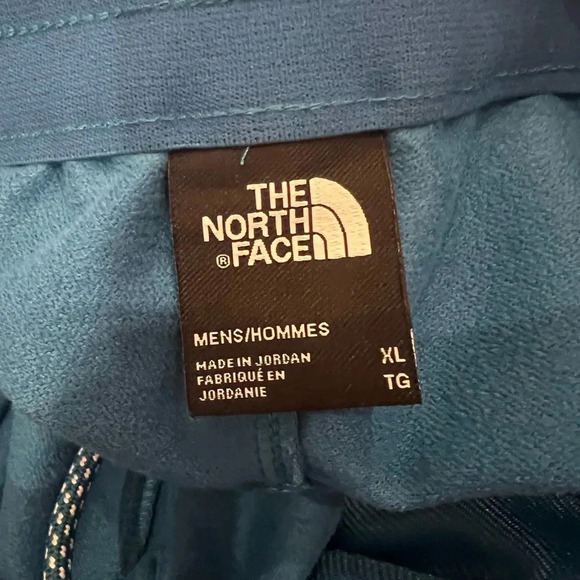 THE
NORTH
®FACE
MENS/HOMMES
MADE IN JORDAN
FABRIQUÉ EN
JORDANIE
XL
TG